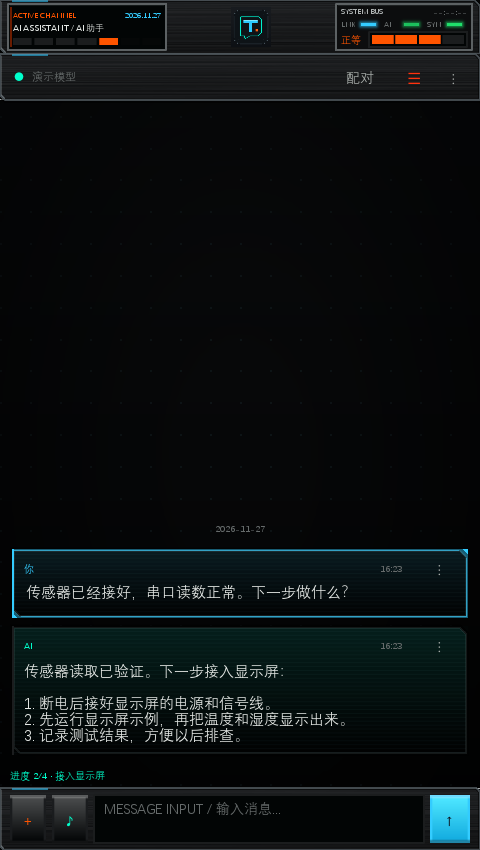 ACTIVE CHANNEL 2026.11.27
AI ASSISTANT / AI 助手
T.
SYSTEM BUS --:--:--
LINK AI SYN
正等
演示模型 配对 ☰ ⋮
2026-11-27
你 16:23 ⋮
传感器已经接好，串口读数正常。下一步做什么？
AI 16:23 ⋮
传感器读取已验证。下一步接入显示屏：
1. 断电后接好显示屏的电源和信号线。
2. 先运行显示屏示例，再把温度和湿度显示出来。
3. 记录测试结果，方便以后排查。
进度 2/4 · 接入显示屏
+ ♪ MESSAGE INPUT / 输入消息... ↑